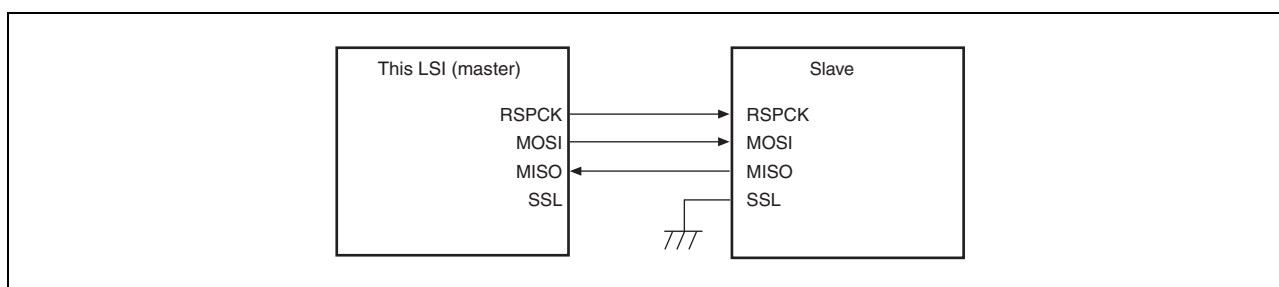 This LSI (master)
RSPCK
MOSI
MISO
SSL
Slave
RSPCK
MOSI
MISO
SSL